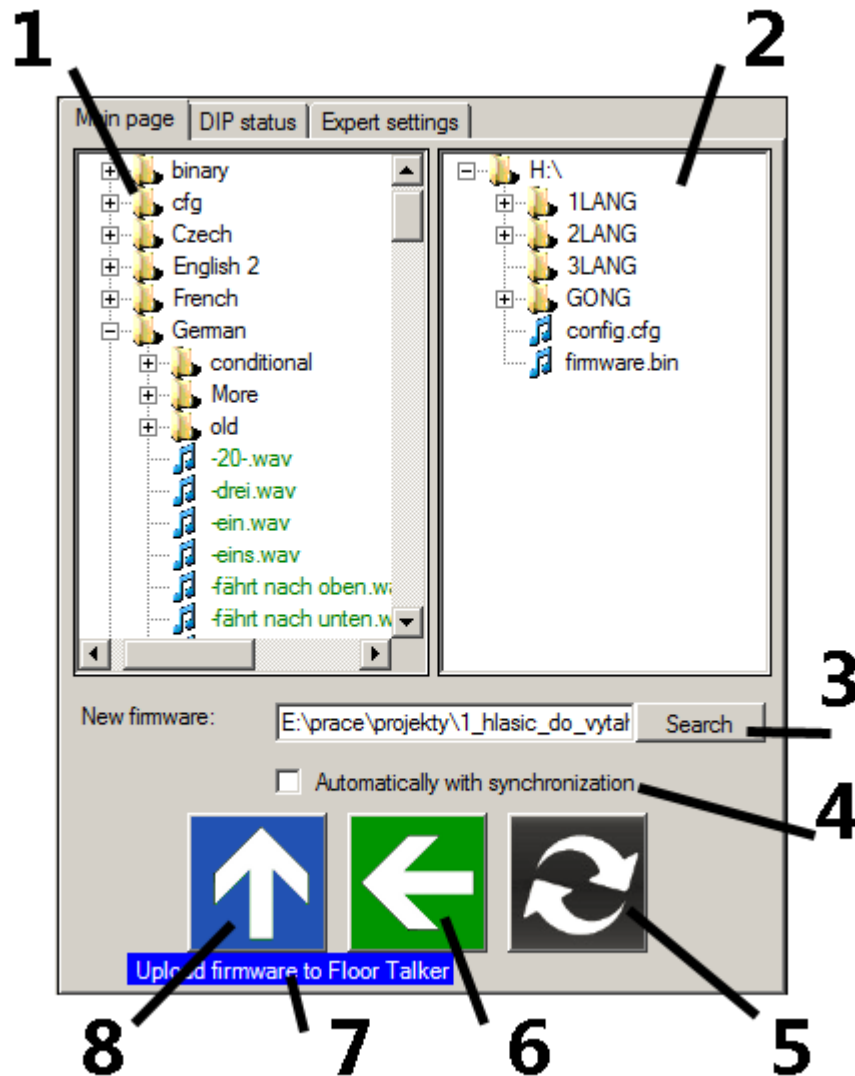 1 2
Main page DIP status Expert settings
binary
cfg
Czech
English 2
French
German
conditional
More
old
-20-.wav
-drei.wav
-ein.wav
-eins.wav
-fährt nach oben.wa
-fährt nach unten.w
H:\
1LANG
2LANG
3LANG
GONG
config.cfg
firmware.bin
3
New firmware: E:\prace\projekty\1_hlasic_do_vytah Search
Automatically with synchronization
4
Upload firmware to Floor Talker
8 7 6 5